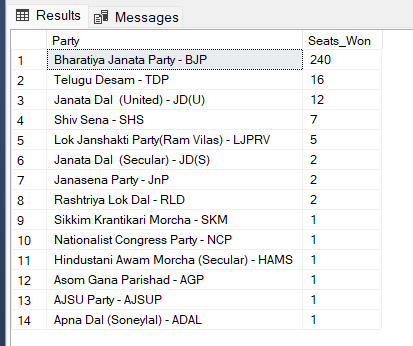 Results Messages
Party Seats_Won
1 Bharatiya Janata Party - BJP 240
2 Telugu Desam - TDP 16
3 Janata Dal (United) - JD(U) 12
4 Shiv Sena - SHS 7
5 Lok Janshakti Party(Ram Vilas) - LJPRV 5
6 Janata Dal (Secular) - JD(S) 2
7 Janasena Party - JnP 2
8 Rashtriya Lok Dal - RLD 2
9 Sikkim Krantikari Morcha - SKM 1
10 Nationalist Congress Party - NCP 1
11 Hindustani Awam Morcha (Secular) - HAMS 1
12 Asom Gana Parishad - AGP 1
13 AJSU Party - AJSUP 1
14 Apna Dal (Soneylal) - ADAL 1